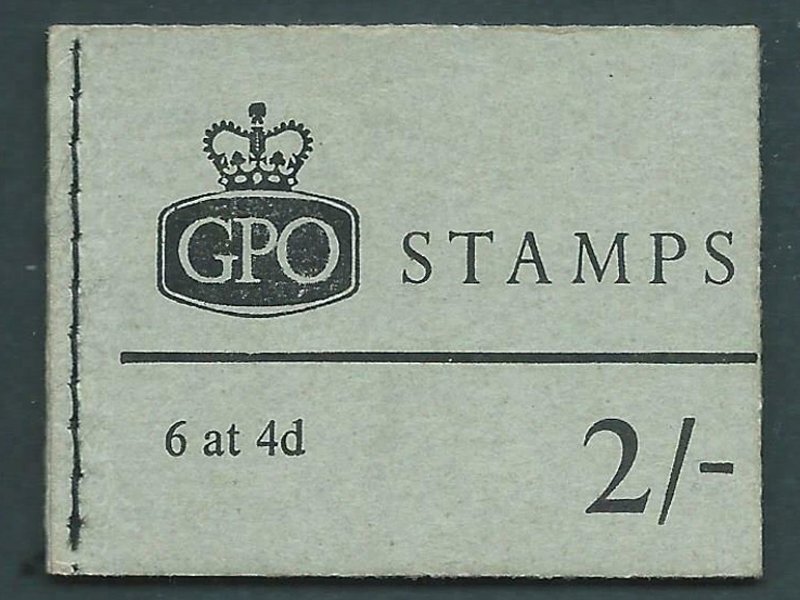 GPO STAMPS
6 at 4d 2/-